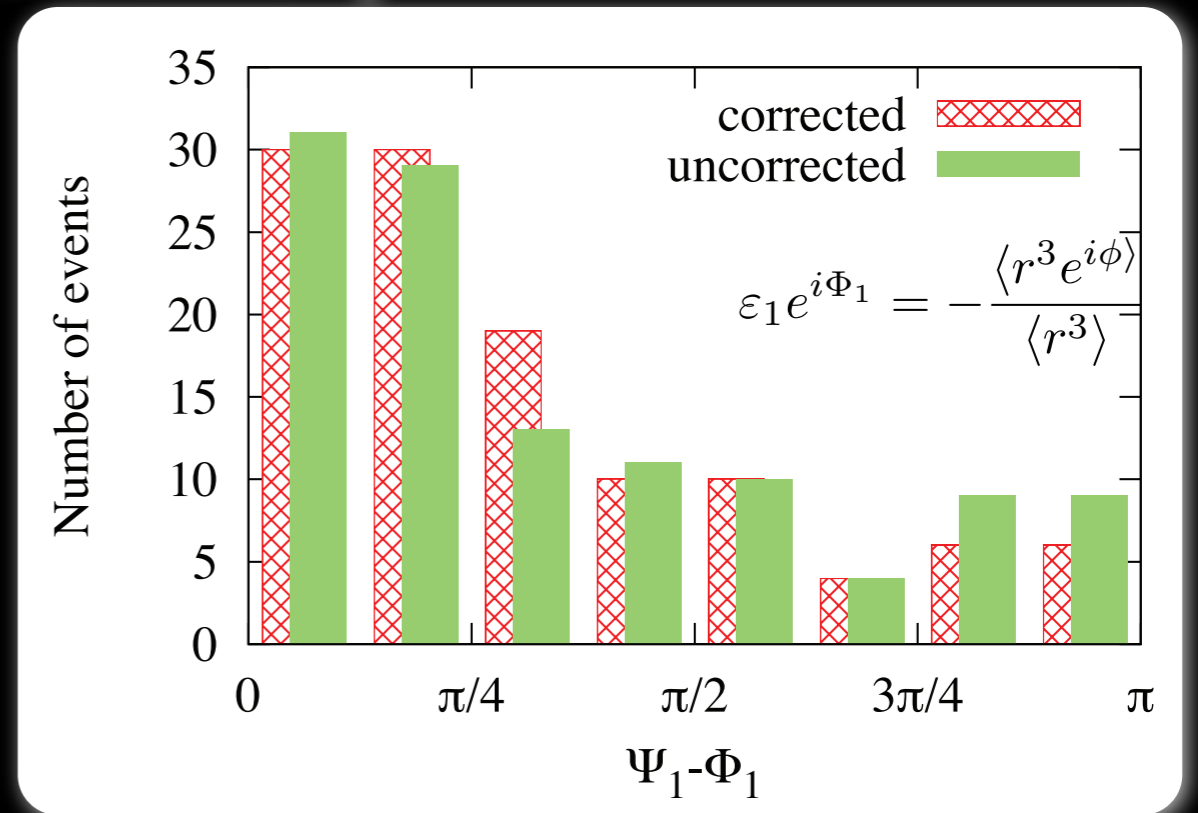 35
30
25
20
15
10
5
0
Number of events
corrected
uncorrected
ε₁e^{iΦ₁} = −⟨r³e^{iϕ}⟩/⟨r³⟩
0 π/4 π/2 3π/4 π
Ψ₁-Φ₁